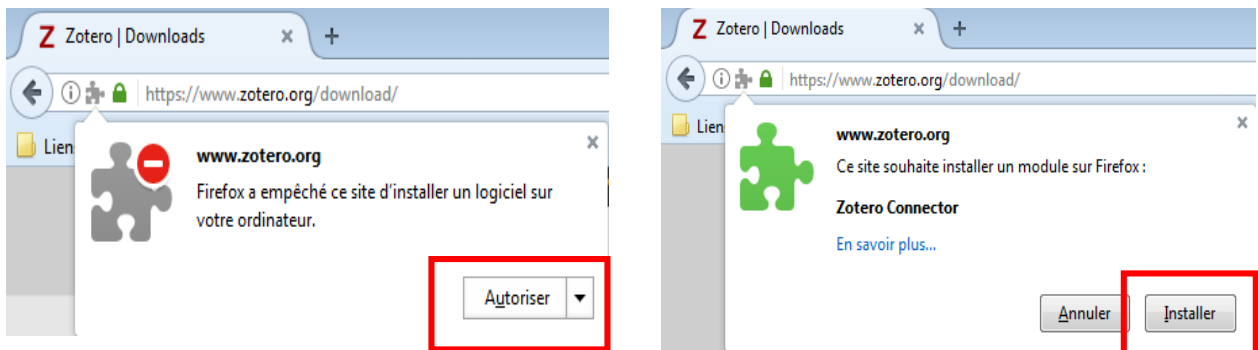 Z Zotero | Downloads × +
https://www.zotero.org/download/
Lien
www.zotero.org ×
Firefox a empêché ce site d'installer un logiciel sur
votre ordinateur.
Autoriser
Z Zotero | Downloads × +
https://www.zotero.org/download/
Lien
www.zotero.org ×
Ce site souhaite installer un module sur Firefox :
Zotero Connector
En savoir plus...
Annuler Installer